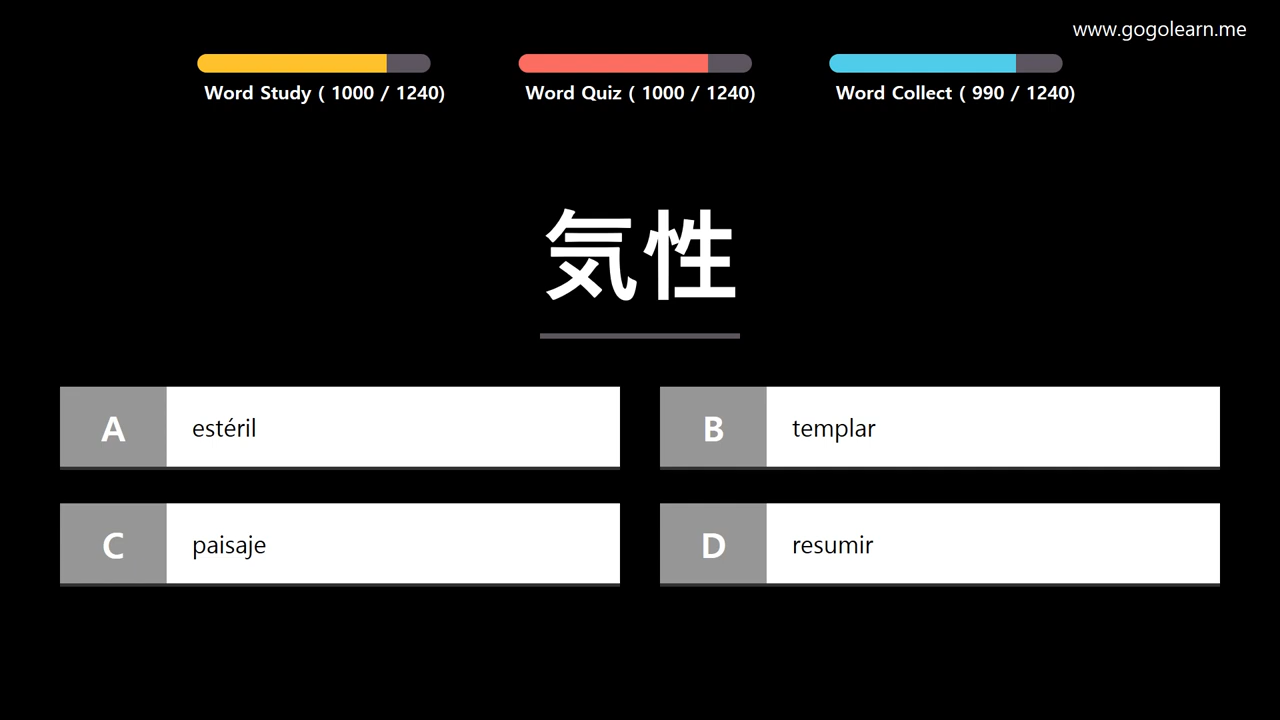 www.gogolearn.me
Word Study ( 1000 / 1240)
Word Quiz ( 1000 / 1240)
Word Collect ( 990 / 1240)
気性
A estéril
B templar
C paisaje
D resumir